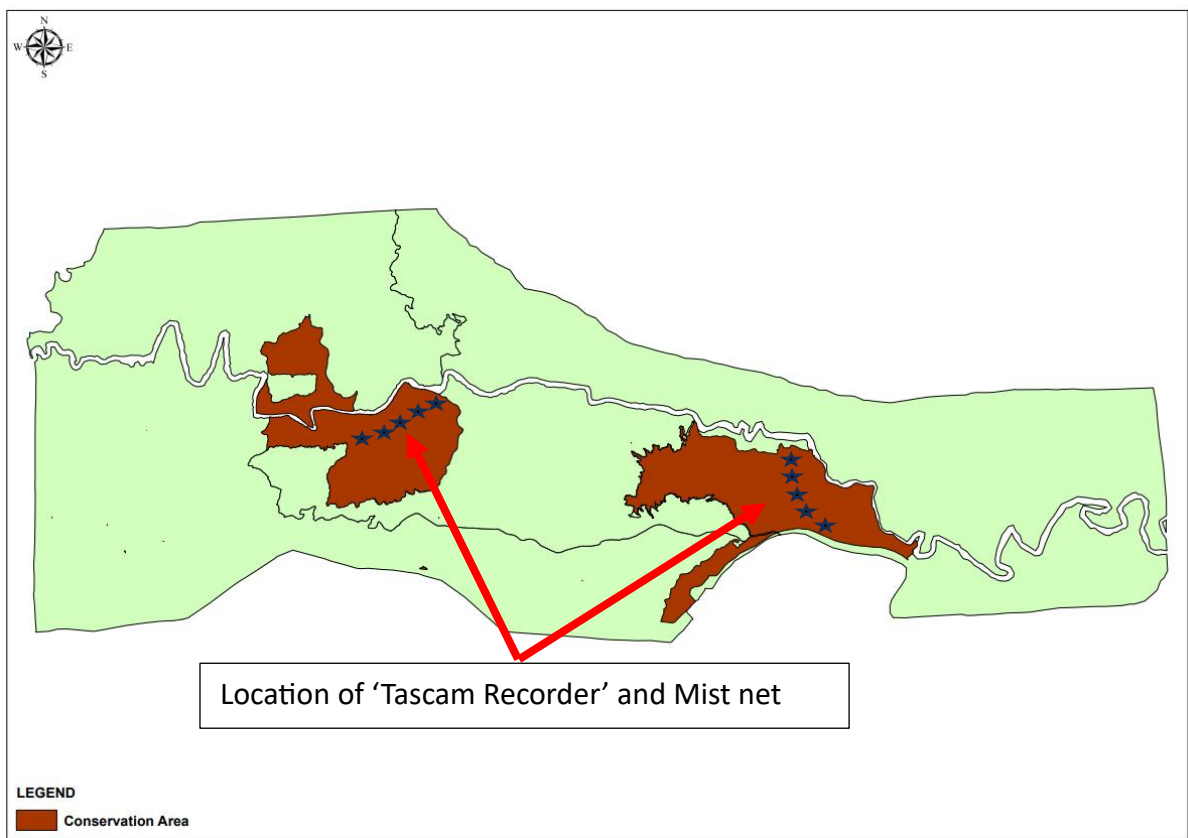 N
W E
S
Location of ‘Tascam Recorder’ and Mist net
LEGEND
Conservation Area